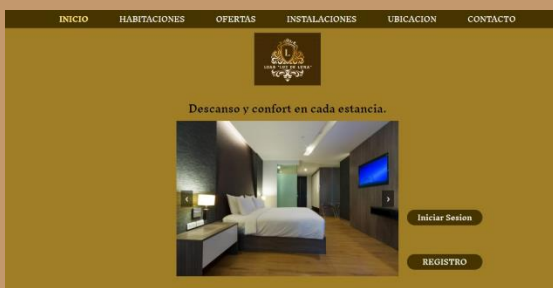 INICIO HABITACIONES OFERTAS INSTALACIONES UBICACION CONTACTO
L
Descanso y confort en cada estancia.
Iniciar Sesion
REGISTRO